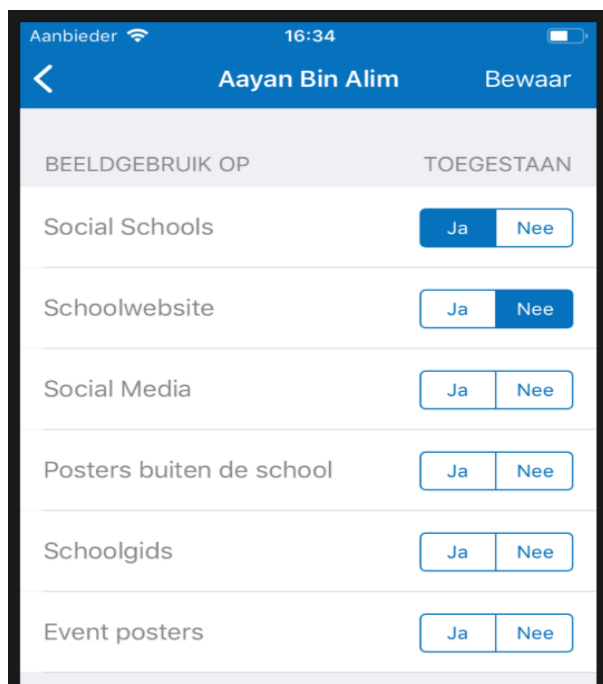 Aanbieder 16:34
Aayan Bin Alim Bewaar
BEELDGEBRUIK OP TOEGESTAAN
Social Schools Ja Nee
Schoolwebsite Ja Nee
Social Media Ja Nee
Posters buiten de school Ja Nee
Schoolgids Ja Nee
Event posters Ja Nee